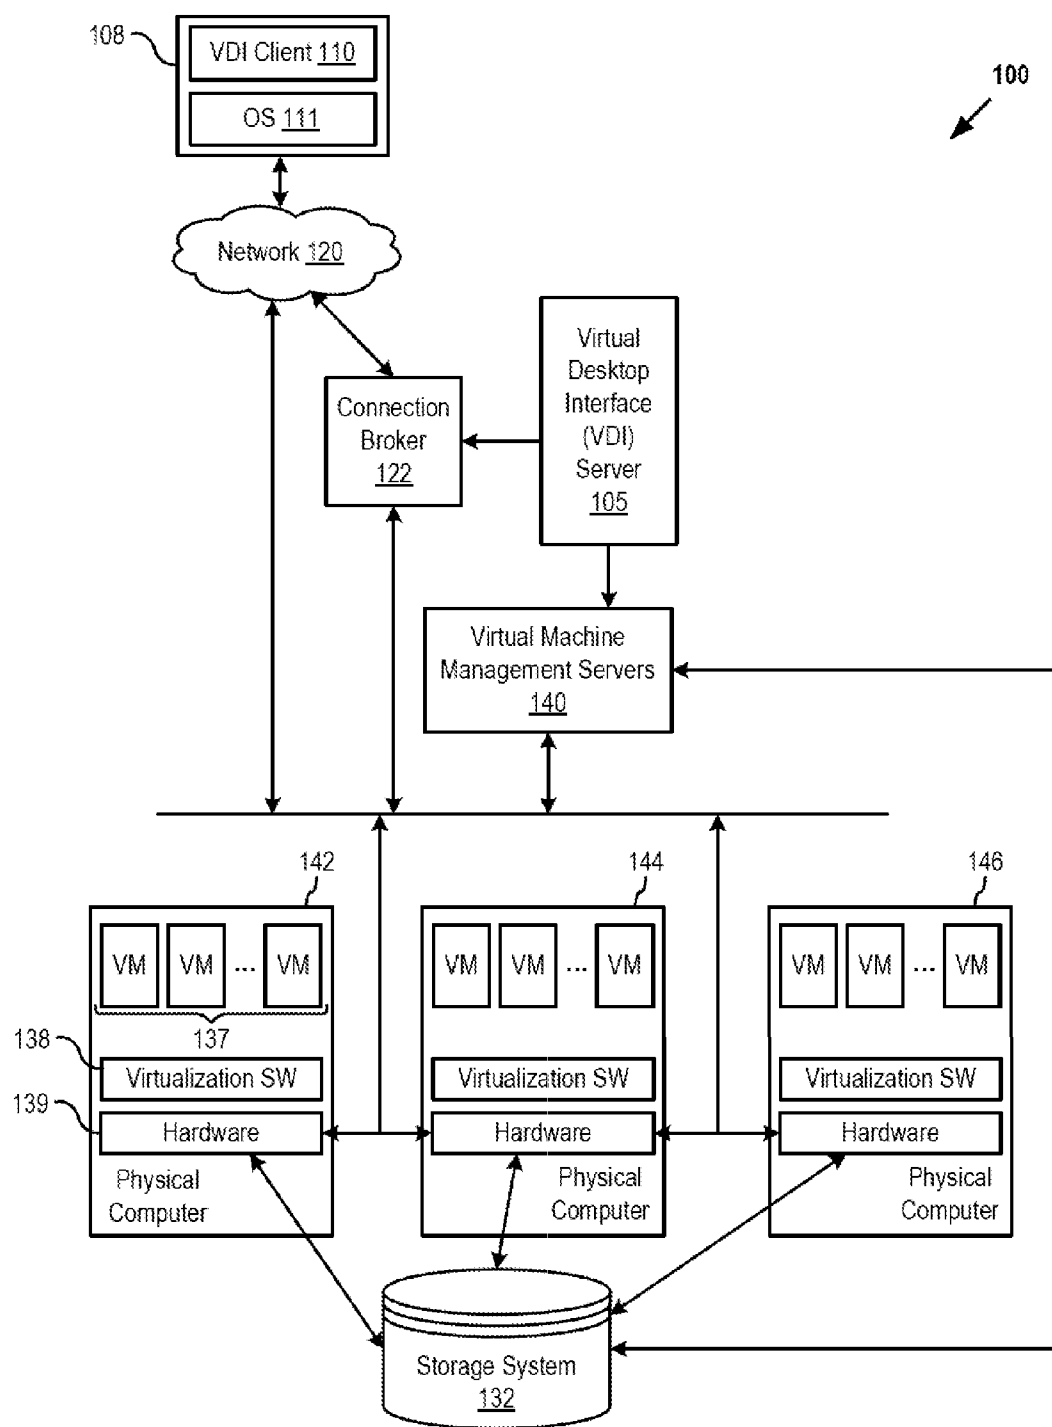 108
VDI Client 110
OS 111
100
Network 120
Virtual
Desktop
Interface
(VDI)
Server
105
Connection
Broker
122
Virtual Machine
Management Servers
140
142
144
146
VM VM ... VM
VM VM ... VM
VM VM ... VM
137
138
Virtualization SW
Virtualization SW
Virtualization SW
139
Hardware
Hardware
Hardware
Physical
Computer
Physical
Computer
Physical
Computer
Storage System
132